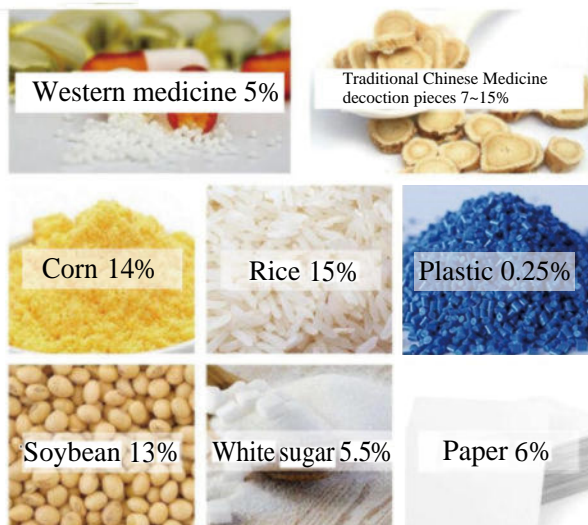 Western medicine 5%
Traditional Chinese Medicine
decoction pieces 7~15%
Corn 14%
Rice 15%
Plastic 0.25%
Soybean 13%
White sugar 5.5%
Paper 6%